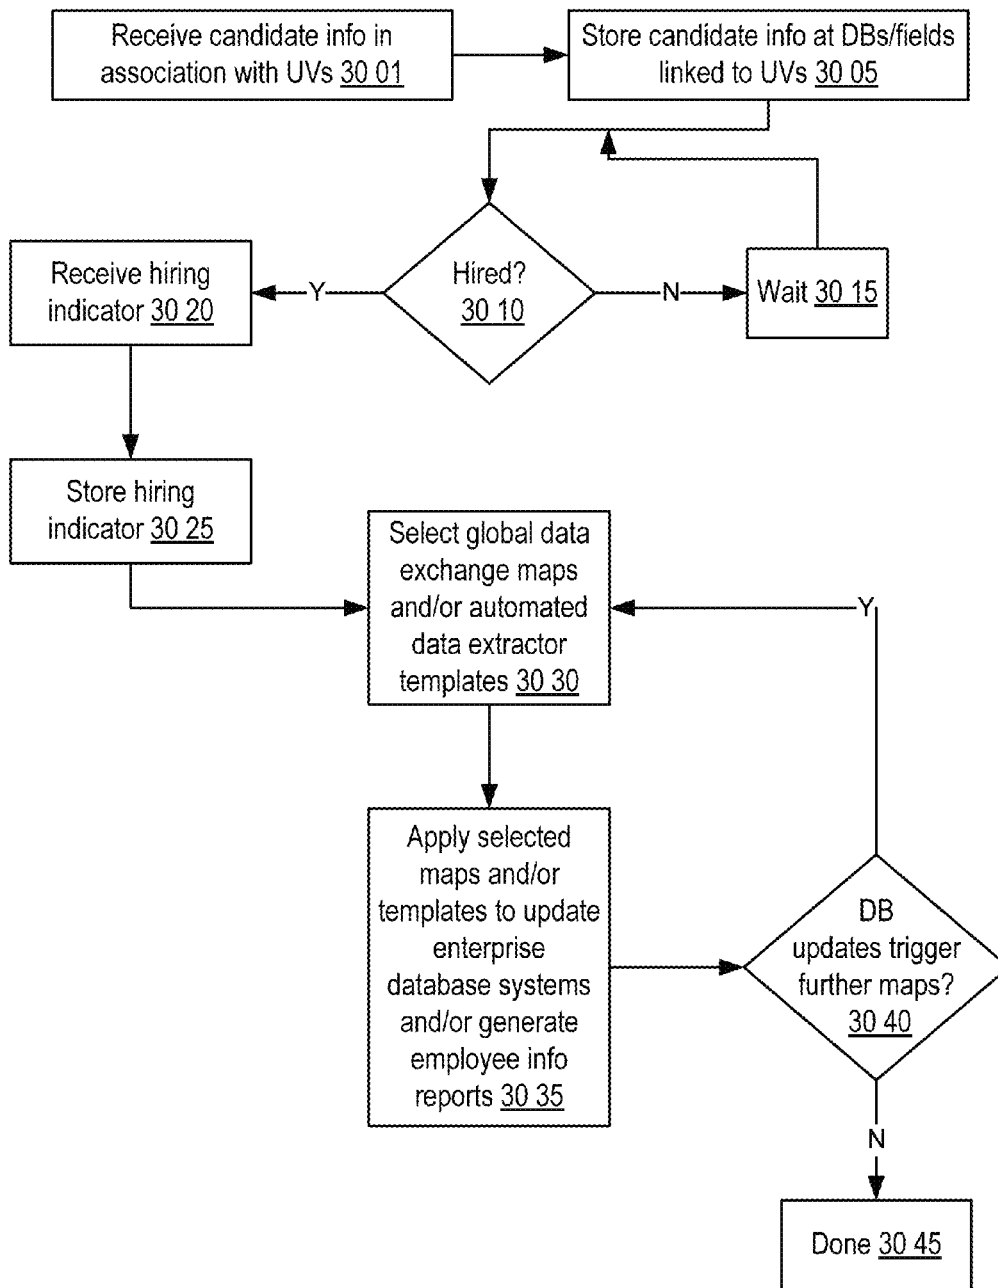 Receive candidate info in
association with UVs 30 01
Store candidate info at DBs/fields
linked to UVs 30 05
Hired?
30 10
Y
N
Receive hiring
indicator 30 20
Wait 30 15
Store hiring
indicator 30 25
Select global data
exchange maps
and/or automated
data extractor
templates 30 30
Y
Apply selected
maps and/or
templates to update
enterprise
database systems
and/or generate
employee info
reports 30 35
DB
updates trigger
further maps?
30 40
N
Done 30 45